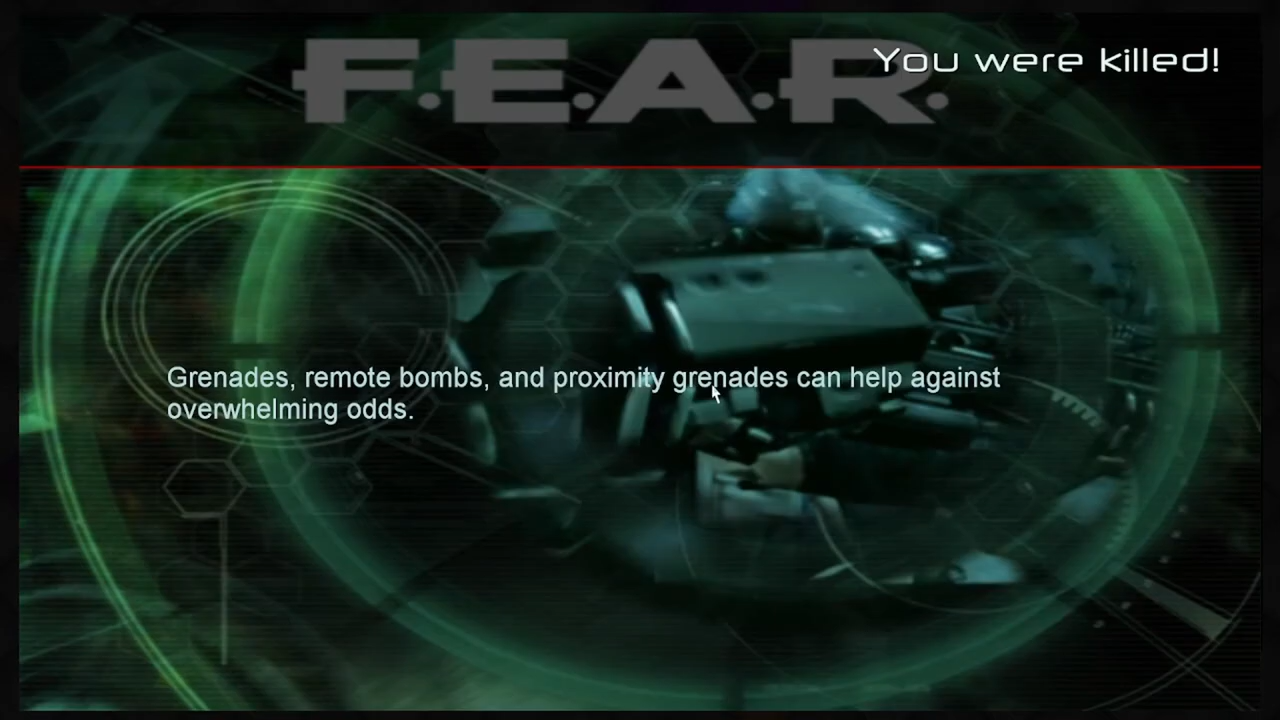 F.E.A.R.
You were killed!
Grenades, remote bombs, and proximity grenades can help against
overwhelming odds.